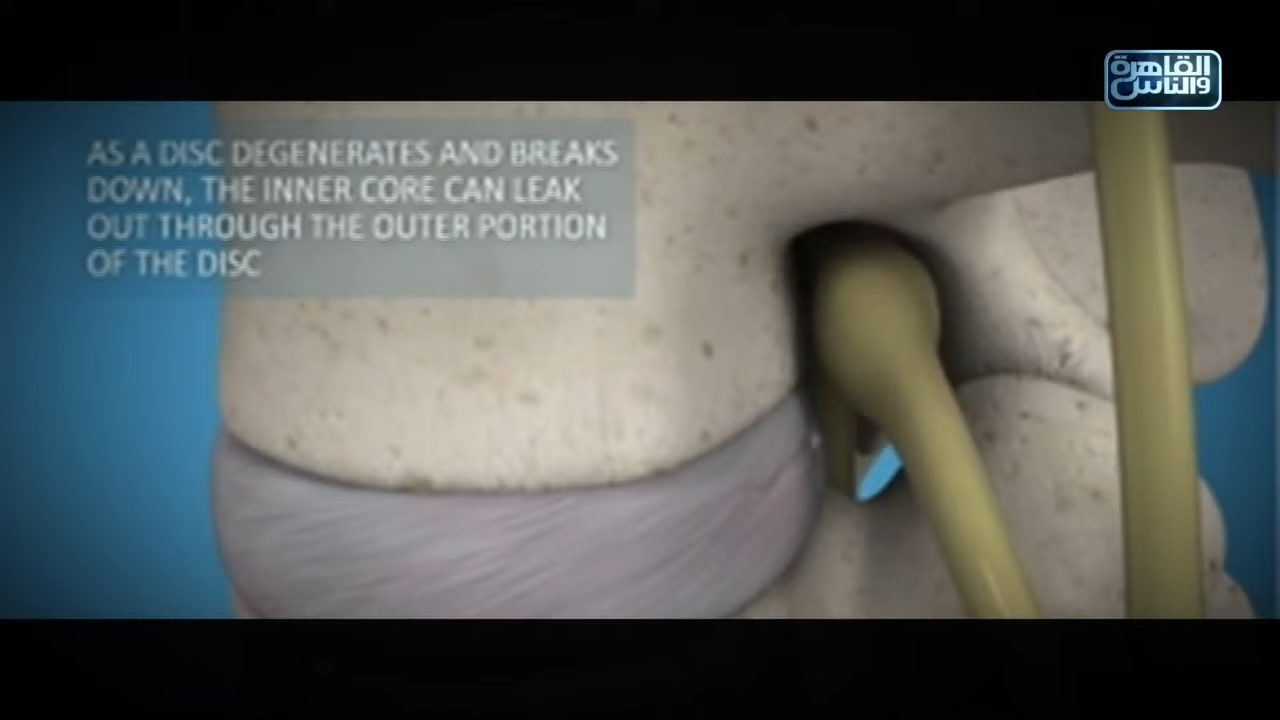 القاهرة
والناس
AS A DISC DEGENERATES AND BREAKS
DOWN, THE INNER CORE CAN LEAK
OUT THROUGH THE OUTER PORTION
OF THE DISC